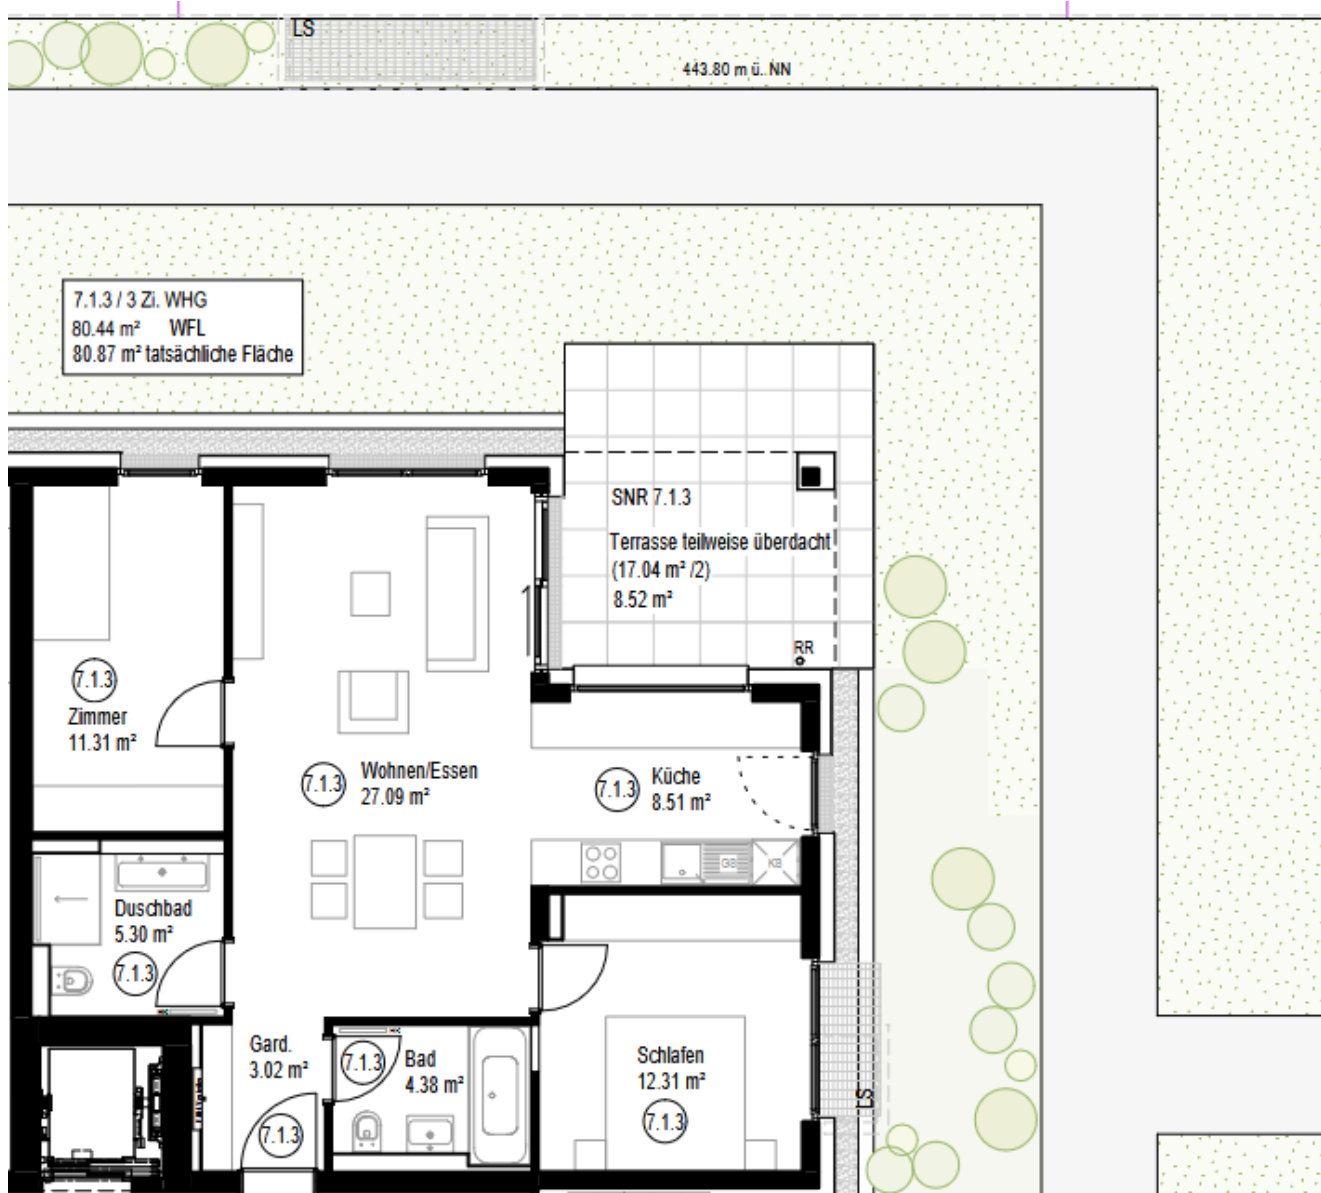 LS
443.80 m ü. NN
7.1.3 / 3 Zi. WHG
80.44 m² WFL
80.87 m² tatsächliche Fläche
SNR 7.1.3
Terrasse teilweise überdacht
(17.04 m² /2)
8.52 m²
RR
7.1.3
Zimmer
11.31 m²
7.1.3
Wohnen/Essen
27.09 m²
7.1.3
Küche
8.51 m²
GS
KS
Duschbad
5.30 m²
7.1.3
Gard.
3.02 m²
7.1.3
7.1.3
Bad
4.38 m²
HK
Schlafen
12.31 m²
7.1.3
LS